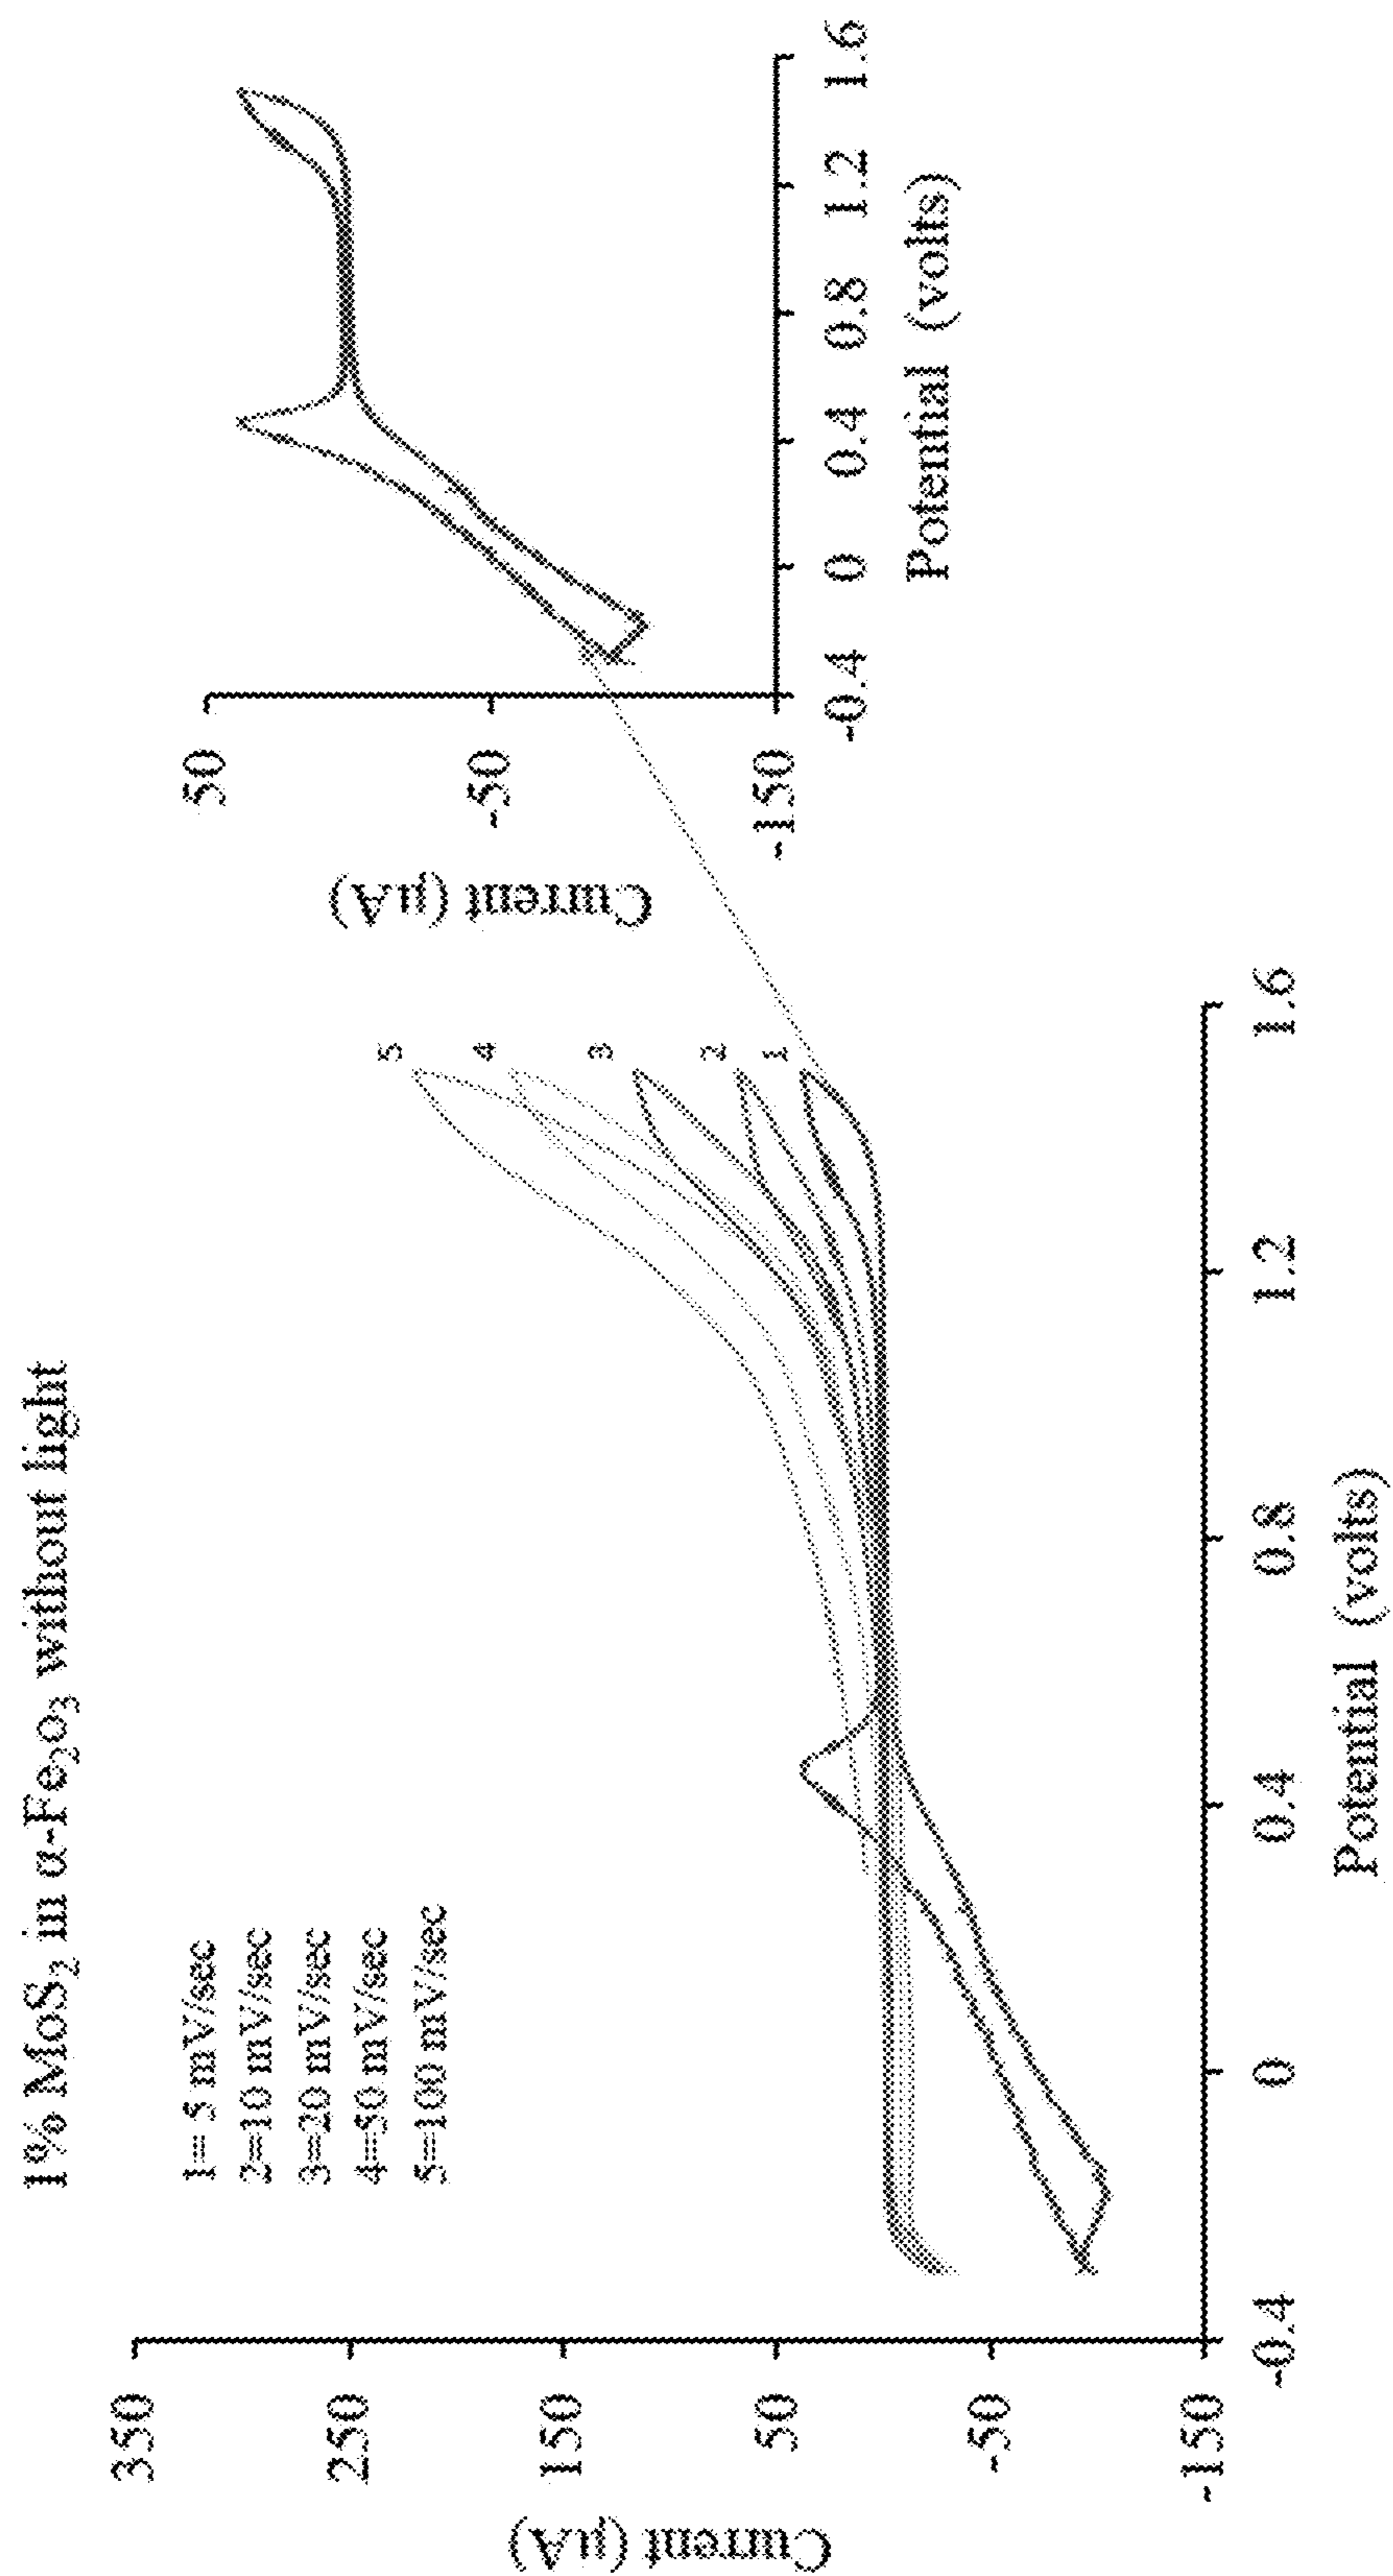 1% MoS₂ in α-Fe₂O₃ without light
1= 5 mV/sec
2=10 mV/sec
3=20 mV/sec
4=50 mV/sec
5=100 mV/sec
350
250
150
50
-50
-150
Current (μA)
-0.4 0 0.4 0.8 1.2 1.6
Potential (volts)
5
4
3
2
1
50
-50
-150
Current (μA)
-0.4 0 0.4 0.8 1.2 1.6
Potential (volts)